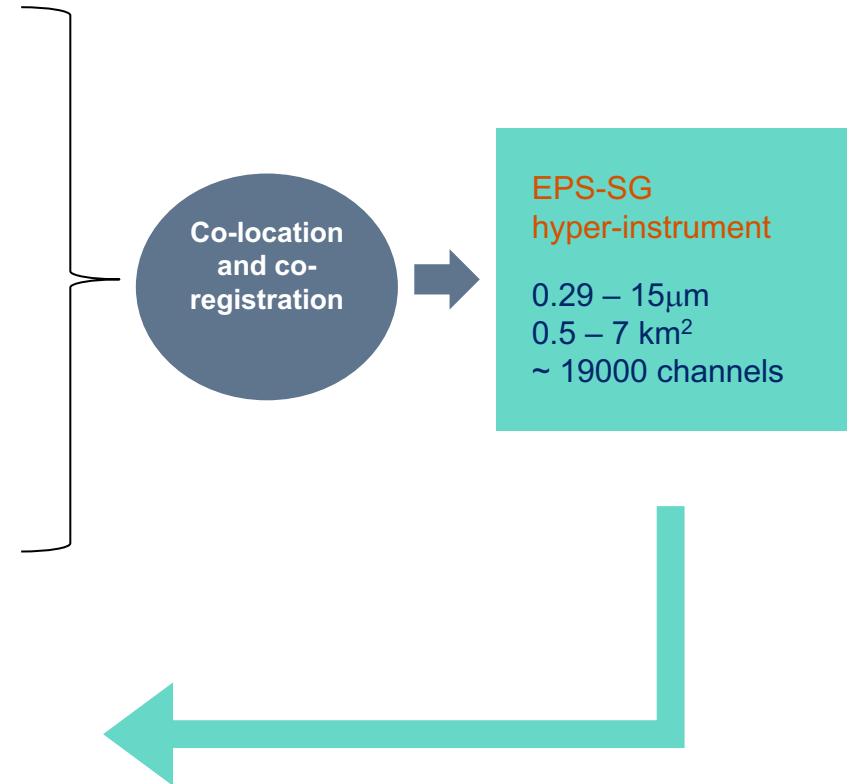 Co-location
and co-
registration
EPS-SG
hyper-instrument
0.29 – 15μm
0.5 – 7 km²
~ 19000 channels